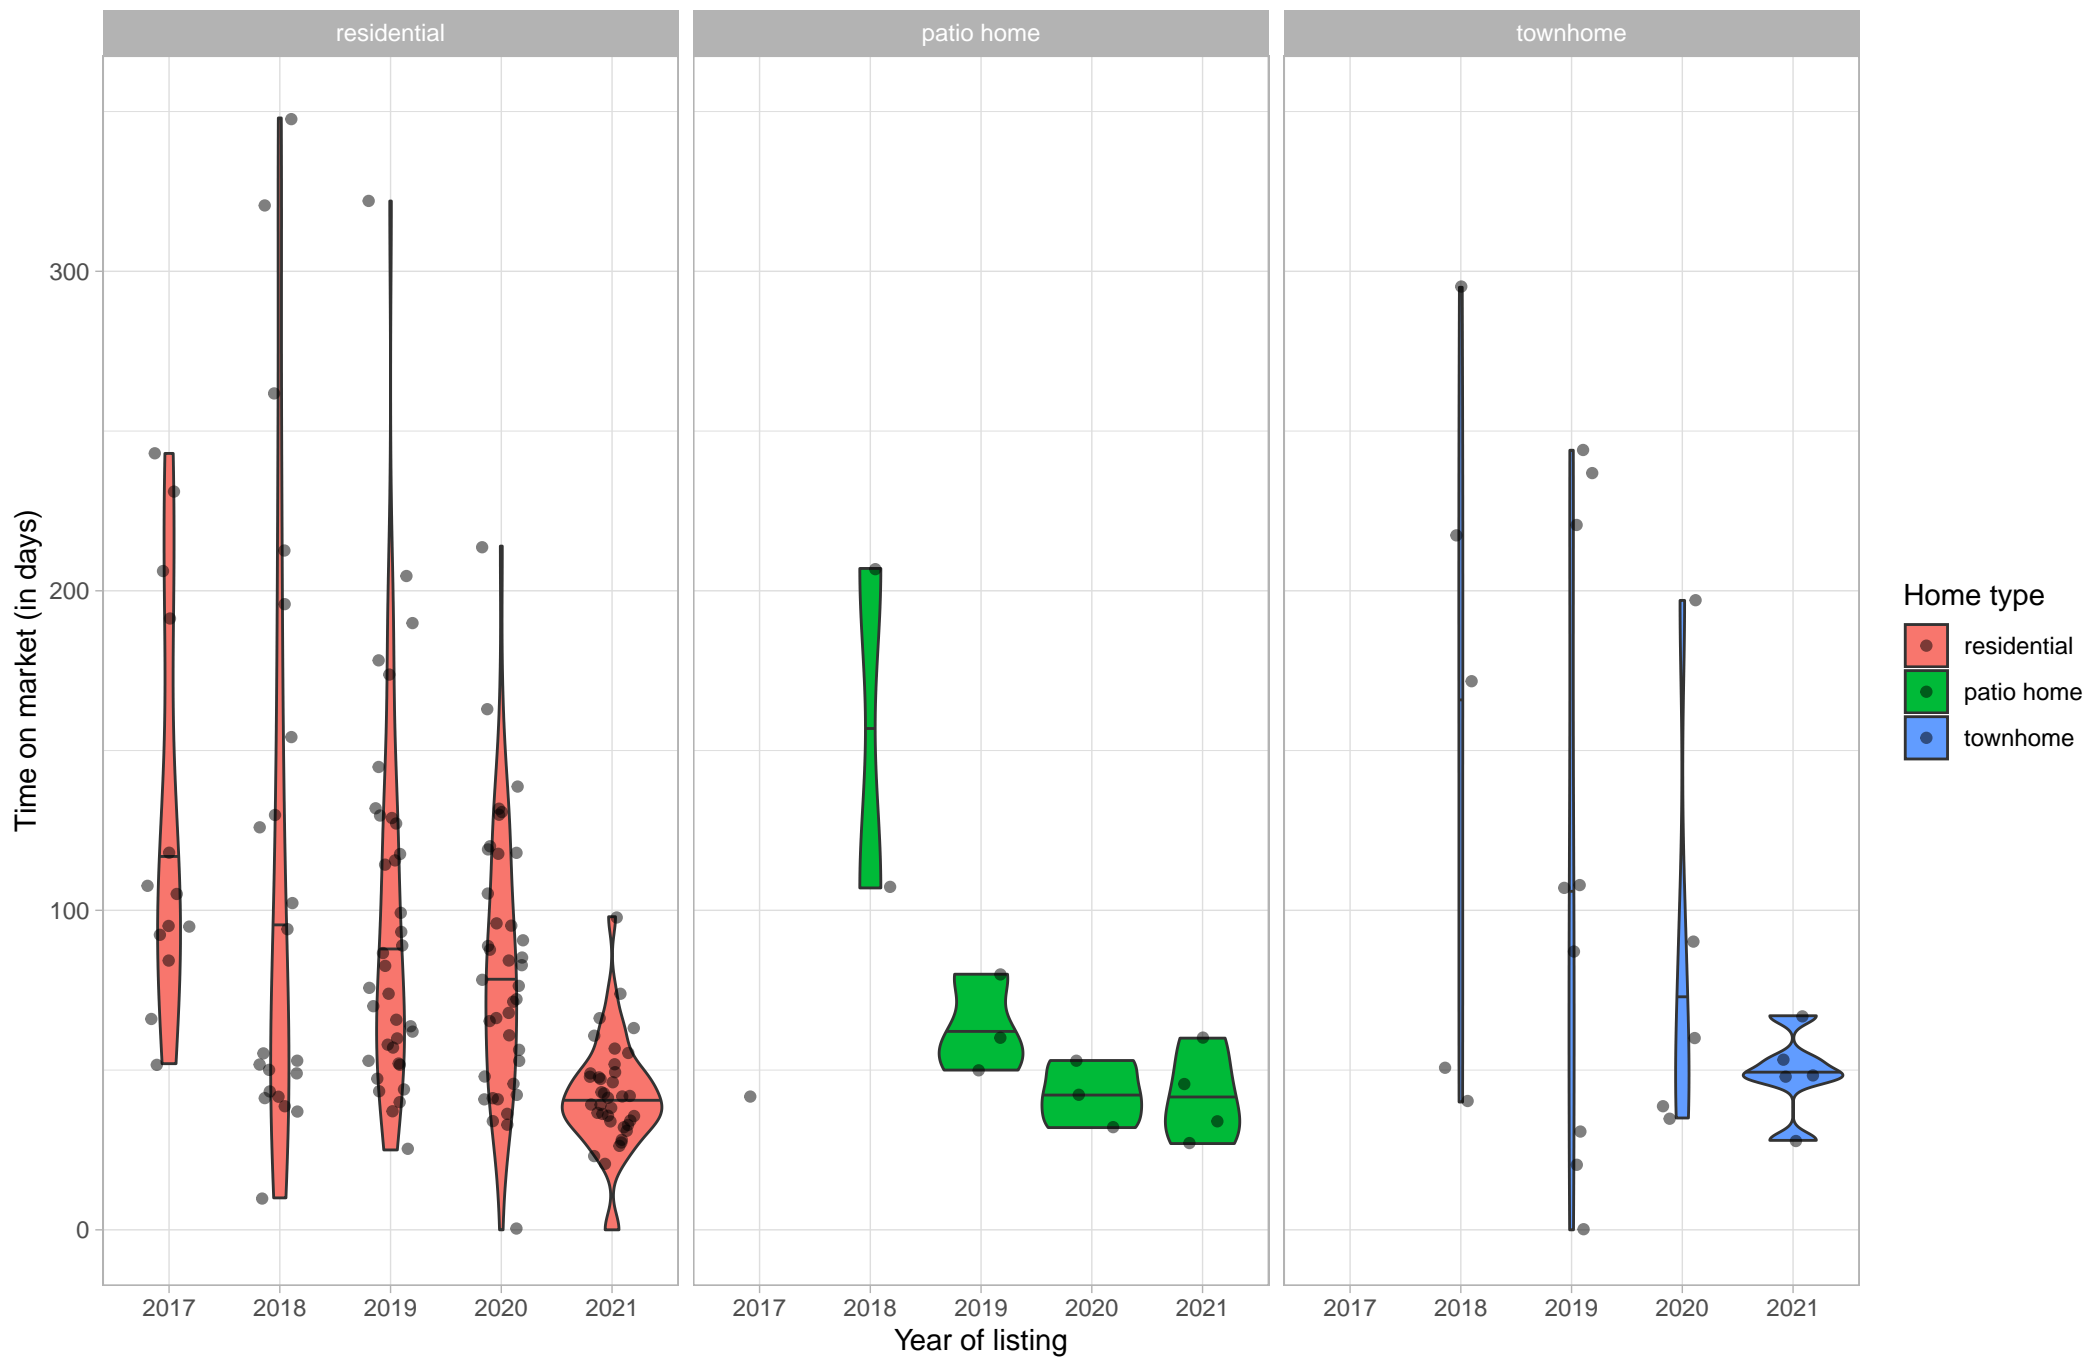 residential
patio home
townhome
Time on market (in days)
300
200
100
0
2017 2018 2019 2020 2021
2017 2018 2019 2020 2021
2017 2018 2019 2020 2021
Year of listing
Home type
residential
patio home
townhome